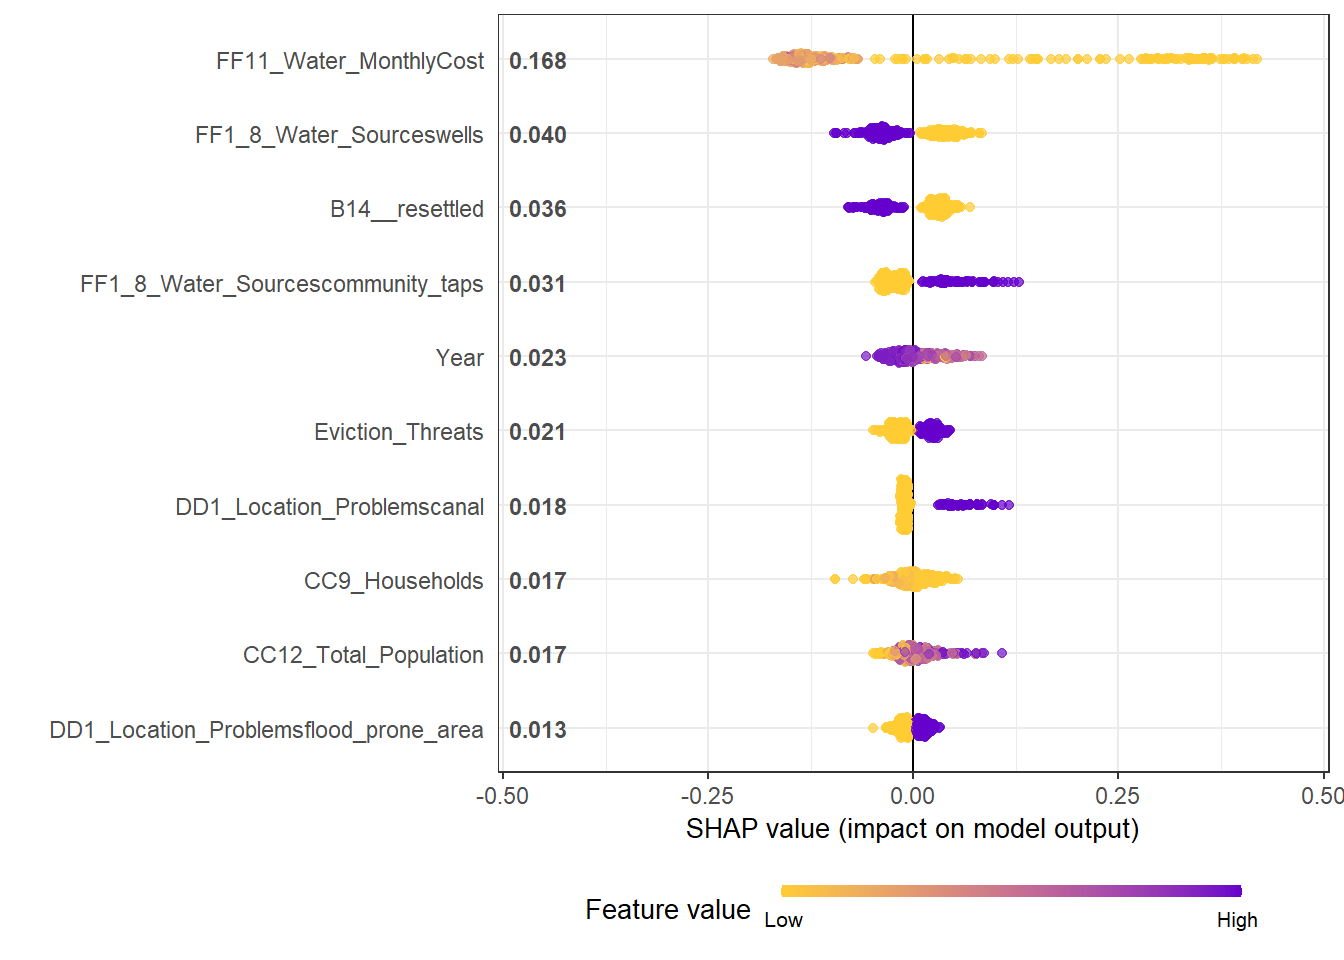 FF11_Water_MonthlyCost 0.168
FF1_8_Water_Sourceswells 0.040
B14__resettled 0.036
FF1_8_Water_Sourcescommunity_taps 0.031
Year 0.023
Eviction_Threats 0.021
DD1_Location_Problemscanal 0.018
CC9_Households 0.017
CC12_Total_Population 0.017
DD1_Location_Problemsflood_prone_area 0.013
-0.50 -0.25 0.00 0.25 0.50
SHAP value (impact on model output)
Feature value
Low High